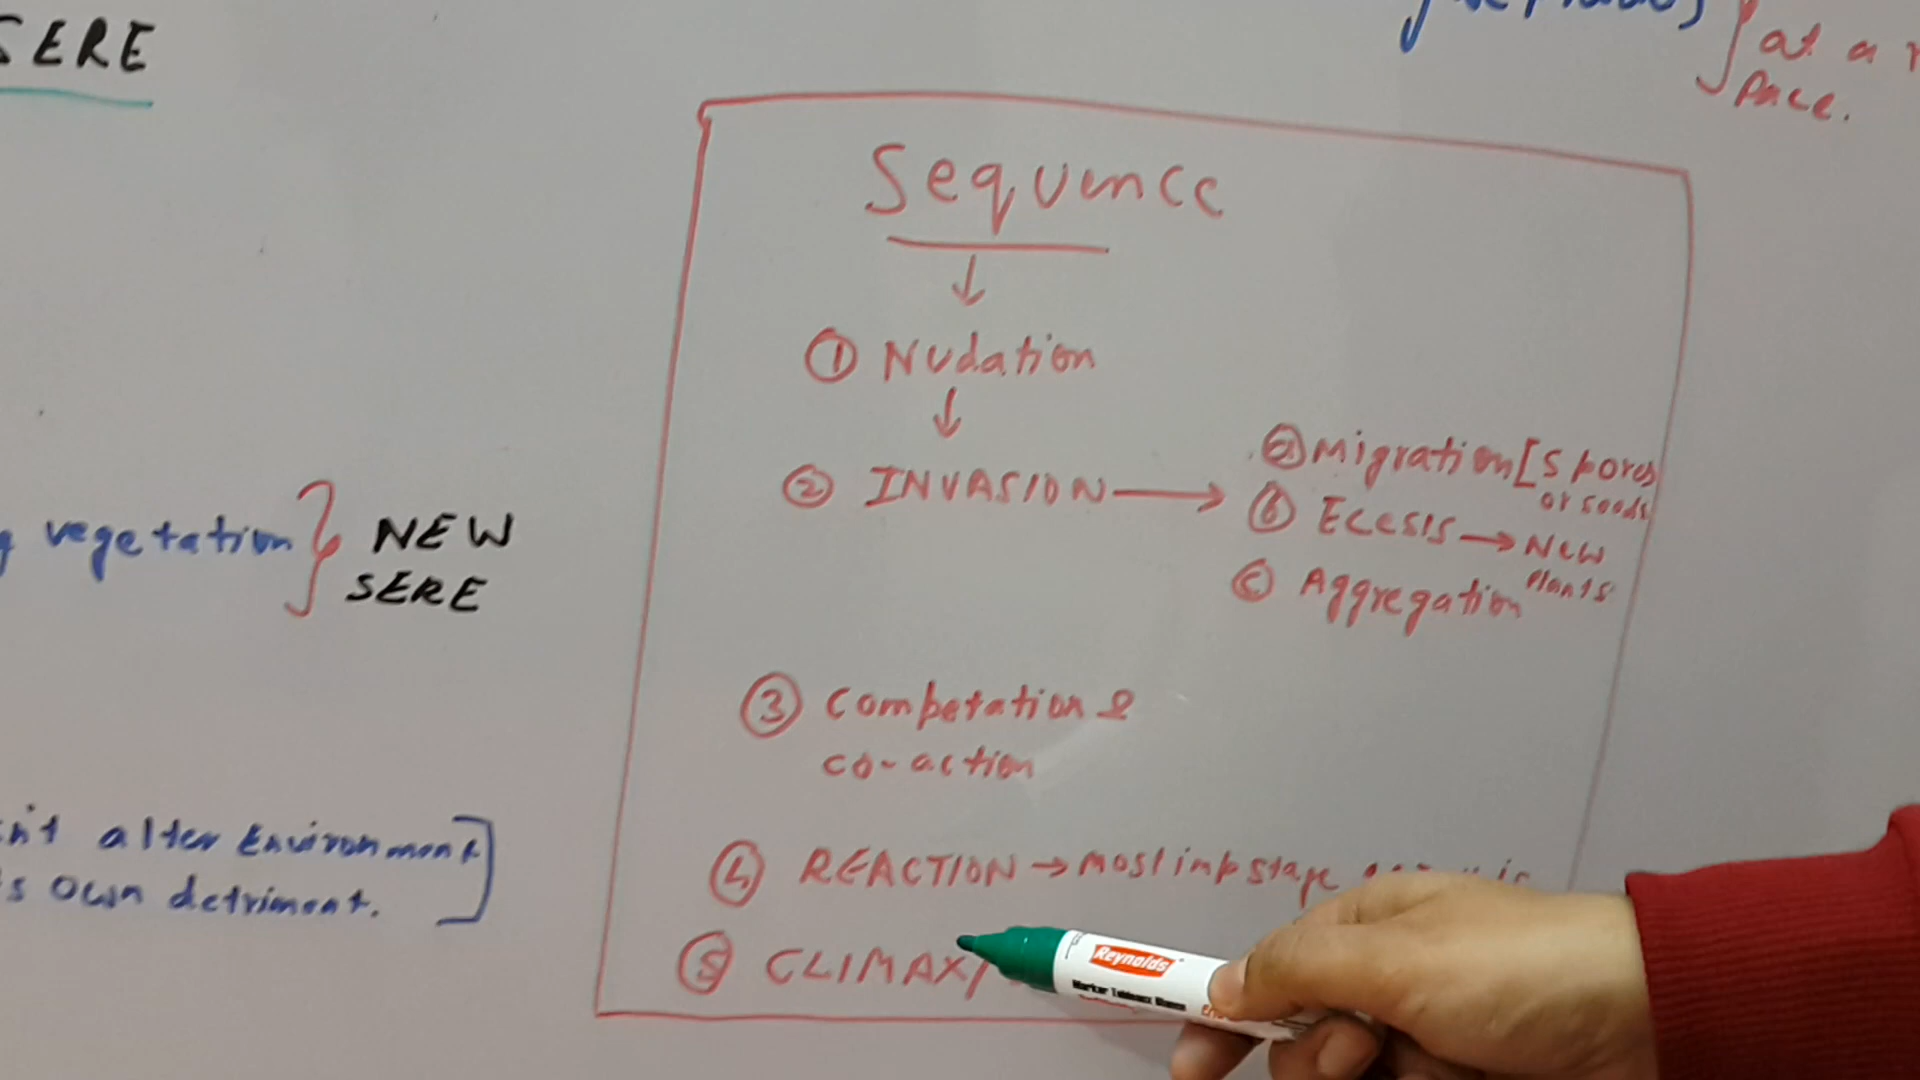 SERE
at a
Pace.
Sequence
① Nudation
② INVASION → ⓐ Migration [Spores
or seeds
ⓑ ECESIS → New
Plants
ⓒ Aggregation
vegetation } NEW
SERE
③ Competation &
co-action
alter Environment
own detriment.
④ REACTION → most imp stage
⑤ CLIMAX/
Reynolds